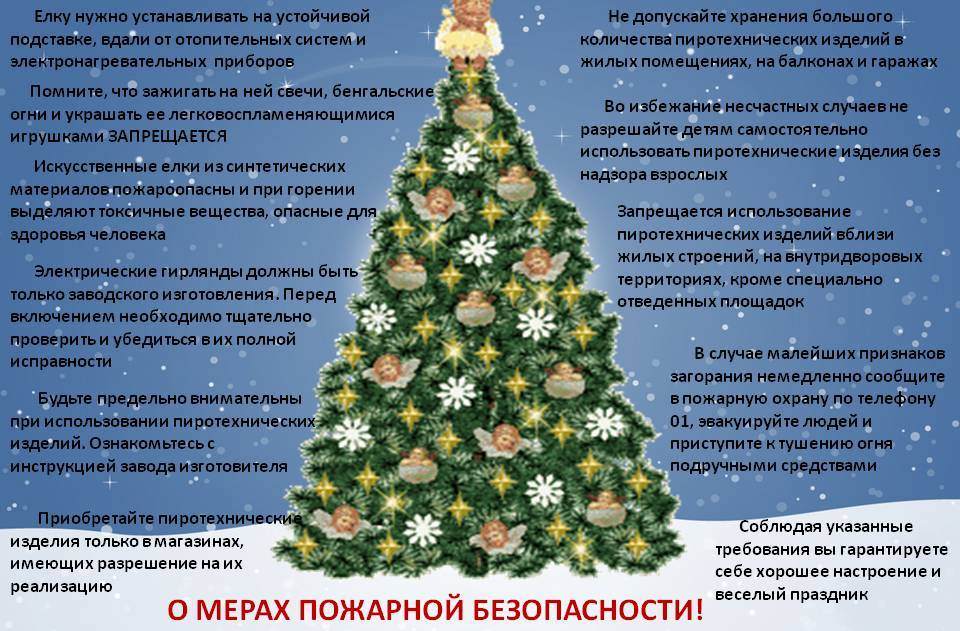 Елку нужно устанавливать на устойчивой
подставке, вдали от отопительных систем и
электронагревательных приборов
Помните, что зажигать на ней свечи, бенгальские
огни и украшать ее легковоспламеняющимися
игрушками ЗАПРЕЩАЕТСЯ
Искусственные елки из синтетических
материалов пожароопасны и при горении
выделяют токсичные вещества, опасные для
здоровья человека
Электрические гирлянды должны быть
только заводского изготовления. Перед
включением необходимо тщательно
проверить и убедиться в их полной
исправности
Будьте предельно внимательны
при использовании пиротехнических
изделий. Ознакомьтесь с
инструкцией завода изготовителя
Приобретайте пиротехнические
изделия только в магазинах,
имеющих разрешение на их
реализацию
Не допускайте хранения большого
количества пиротехнических изделий в
жилых помещениях, на балконах и гаражах
Во избежание несчастных случаев не
разрешайте детям самостоятельно
использовать пиротехнические изделия без
надзора взрослых
Запрещается использование
пиротехнических изделий вблизи
жилых строений, на внутридворовых
территориях, кроме специально
отведенных площадок
В случае малейших признаков
загорания немедленно сообщите
в пожарную охрану по телефону
01, эвакуируйте людей и
приступите к тушению огня
подручными средствами
Соблюдая указанные
требования вы гарантируете
себе хорошее настроение и
веселый праздник
О МЕРАХ ПОЖАРНОЙ БЕЗОПАСНОСТИ!